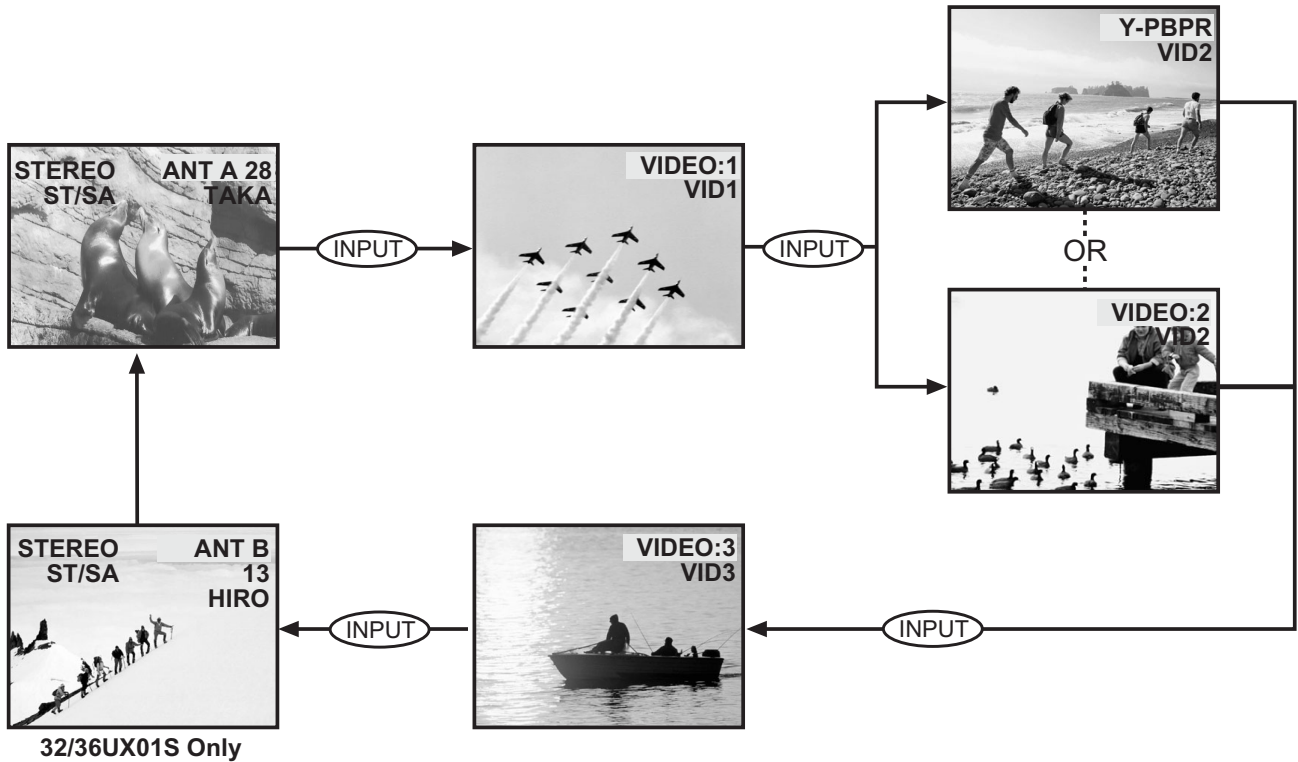 STEREO
ST/SA
ANT A 28
TAKA
INPUT
VIDEO:1
VID1
INPUT
Y-PBPR
VID2
OR
VIDEO:2
VID2
INPUT
VIDEO:3
VID3
INPUT
STEREO
ST/SA
ANT B
13
HIRO
32/36UX01S Only